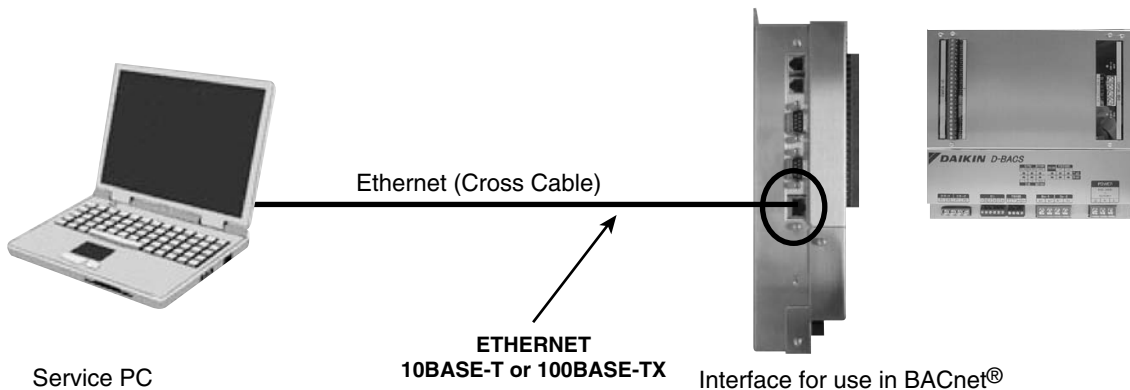 Ethernet (Cross Cable)
DAIKIN D-BACS
ETHERNET
10BASE-T or 100BASE-TX
Service PC
Interface for use in BACnet®